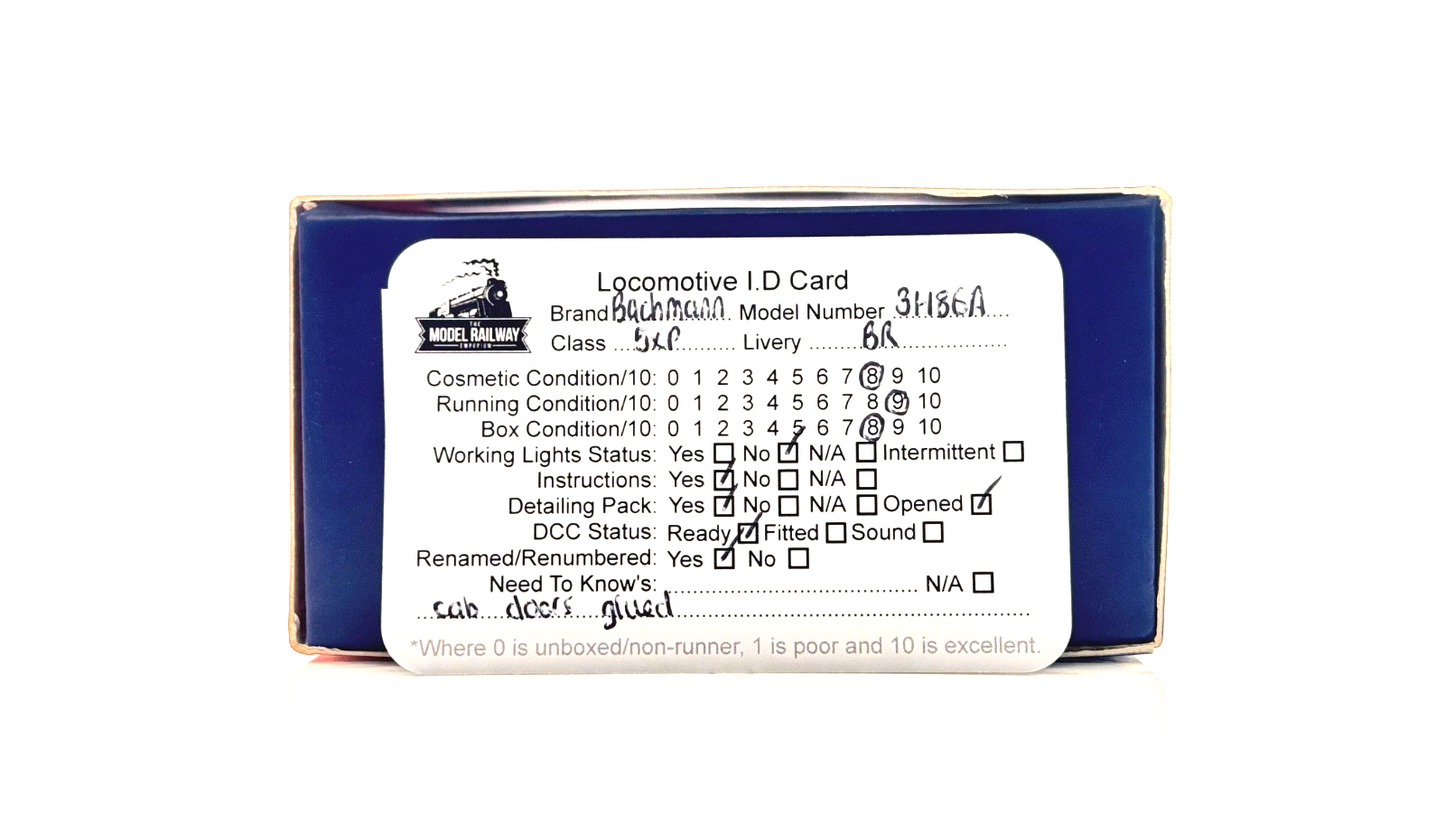 THE
MODEL RAILWAY
EMPORIUM
Locomotive I.D Card
Brand Bachmann Model Number 31186A
Class 5XP Livery BR
Cosmetic Condition/10: 0 1 2 3 4 5 6 7 8 9 10
Running Condition/10: 0 1 2 3 4 5 6 7 8 9 10
Box Condition/10: 0 1 2 3 4 5 6 7 8 9 10
Working Lights Status: Yes No N/A Intermittent
Instructions: Yes No N/A
Detailing Pack: Yes No N/A Opened
DCC Status: Ready Fitted Sound
Renamed/Renumbered: Yes No
Need To Know's: N/A
cab doors glued
*Where 0 is unboxed/non-runner, 1 is poor and 10 is excellent.